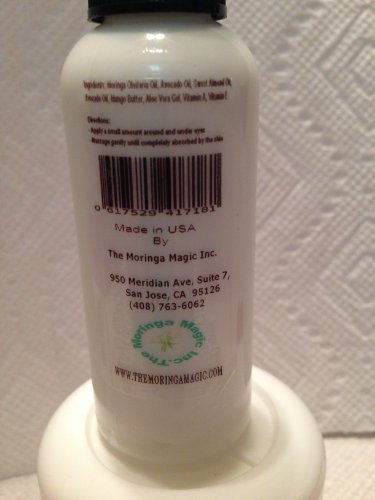 Ingredients: Moringa Oleifera Oil, Avocado Oil, Sweet Almond Oil,
Avocado Oil, Mango Butter, Aloe Vera Gel, Vitamin A, Vitamin E
Directions:
- Apply a small amount around and under eyes
- Massage gently until completely absorbed by the skin
0 617529 417181
Made in USA
By
The Moringa Magic Inc.
950 Meridian Ave, Suite 7,
San Jose, CA 95126
(408) 763-6062
The Moringa Magic Inc.
WWW.THEMORINGAMAGIC.COM